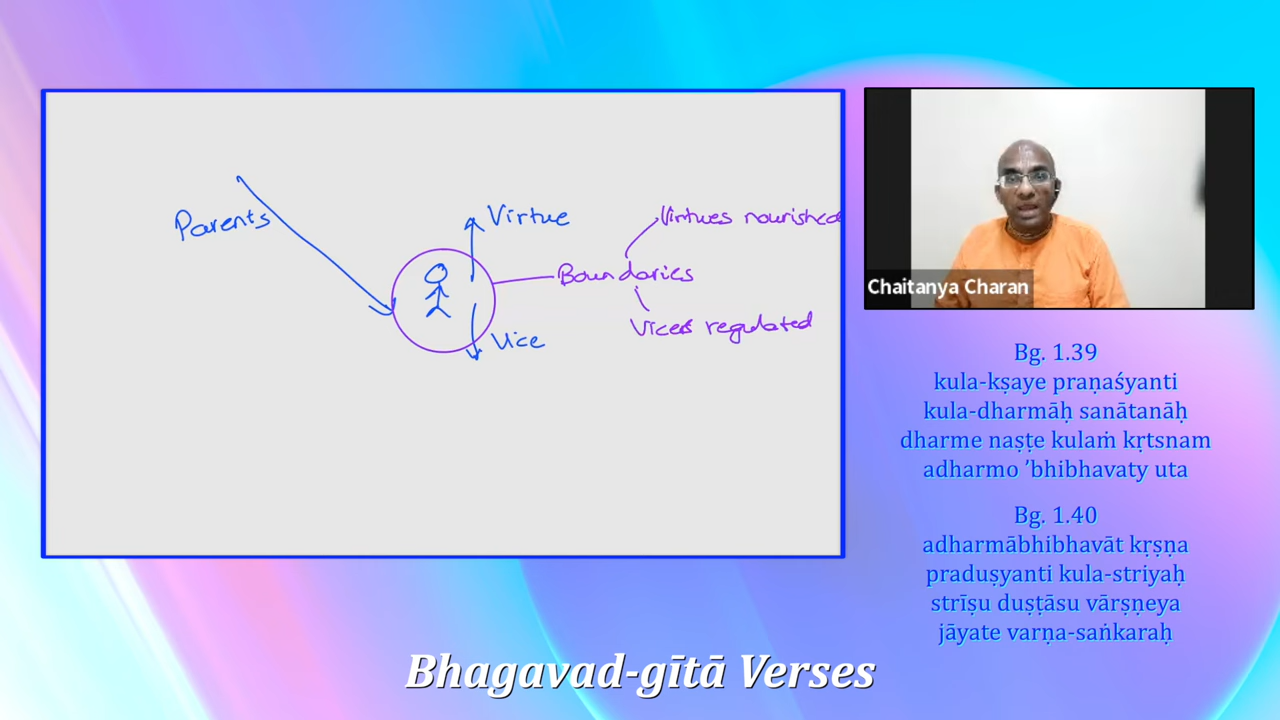 Parents
Virtue
Virtues nourished
Boundaries
Vices regulated
Vice
Chaitanya Charan
Bg. 1.39
kula-kṣaye praṇaśyanti
kula-dharmāḥ sanātanāḥ
dharme naṣṭe kulaṁ kṛtsnam
adharmo ’bhibhavaty uta
Bg. 1.40
adharmābhibhavāt kṛṣṇa
praduṣyanti kula-striyaḥ
strīṣu duṣṭāsu vārṣṇeya
jāyate varṇa-saṅkaraḥ
Bhagavad-gītā Verses